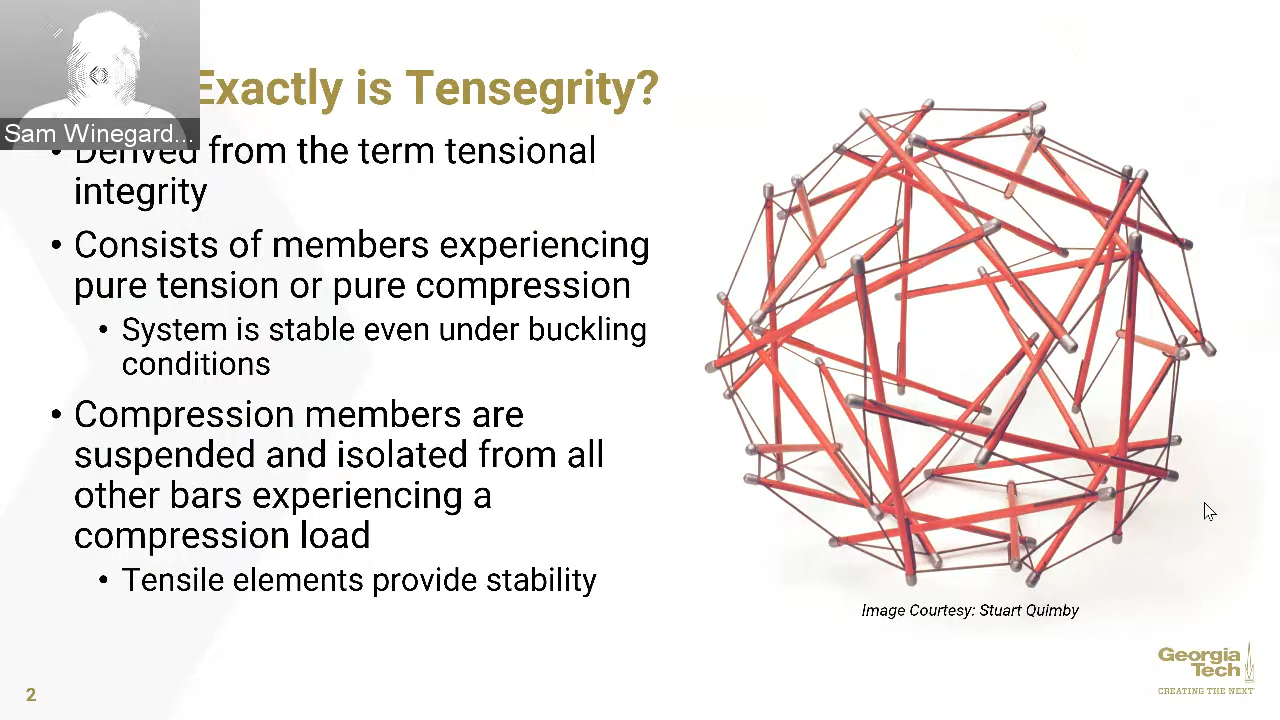 Exactly is Tensegrity?
Sam Winegard...
• Derived from the term tensional
integrity
• Consists of members experiencing
pure tension or pure compression
• System is stable even under buckling
conditions
• Compression members are
suspended and isolated from all
other bars experiencing a
compression load
• Tensile elements provide stability
Image Courtesy: Stuart Quimby
Georgia
Tech
CREATING THE NEXT
2